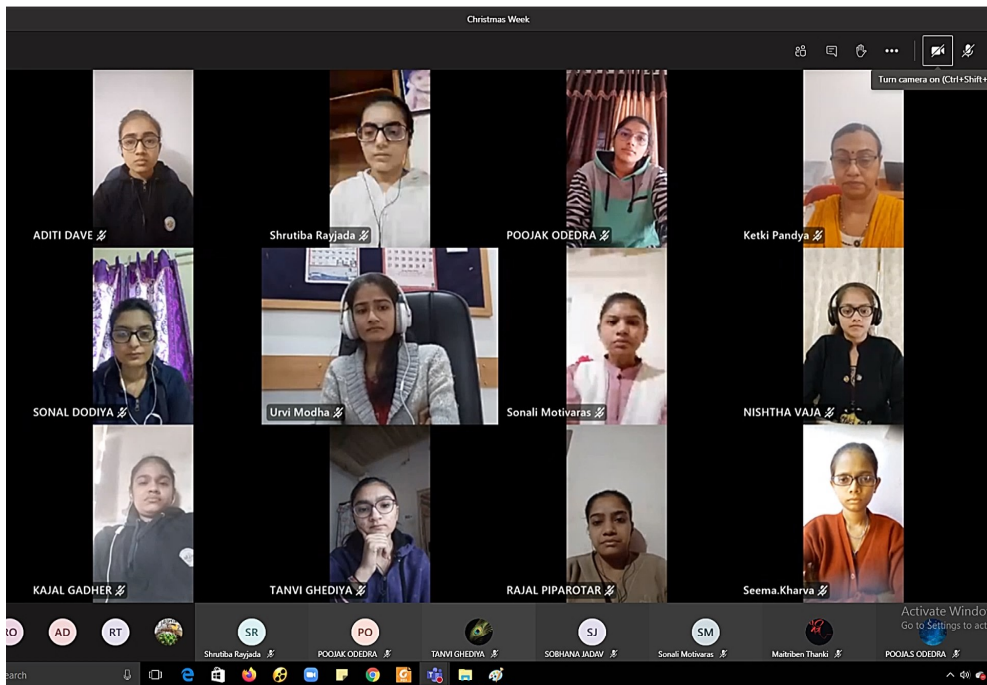 Christmas Week
Turn camera on (Ctrl+Shift+
ADITI DAVE
Shrutiba Rayjada
POOJAK ODEDRA
Ketki Pandya
SONAL DODIYA
Urvi Modha
Sonali Motivaras
NISHTHA VAJA
KAJAL GADHER
TANVI GHEDIYA
RAJAL PIPAROTAR
Seema.Kharva
RO
AD
RT
SR
PO
SJ
SM
Activate Windo
Go to Settings to act
Shrutiba Rayjada
POOJAK ODEDRA
TANVI GHEDIYA
SOBHANA JADAV
Sonali Motivaras
Maitriben Thanki
POOJA.S ODEDRA
earch